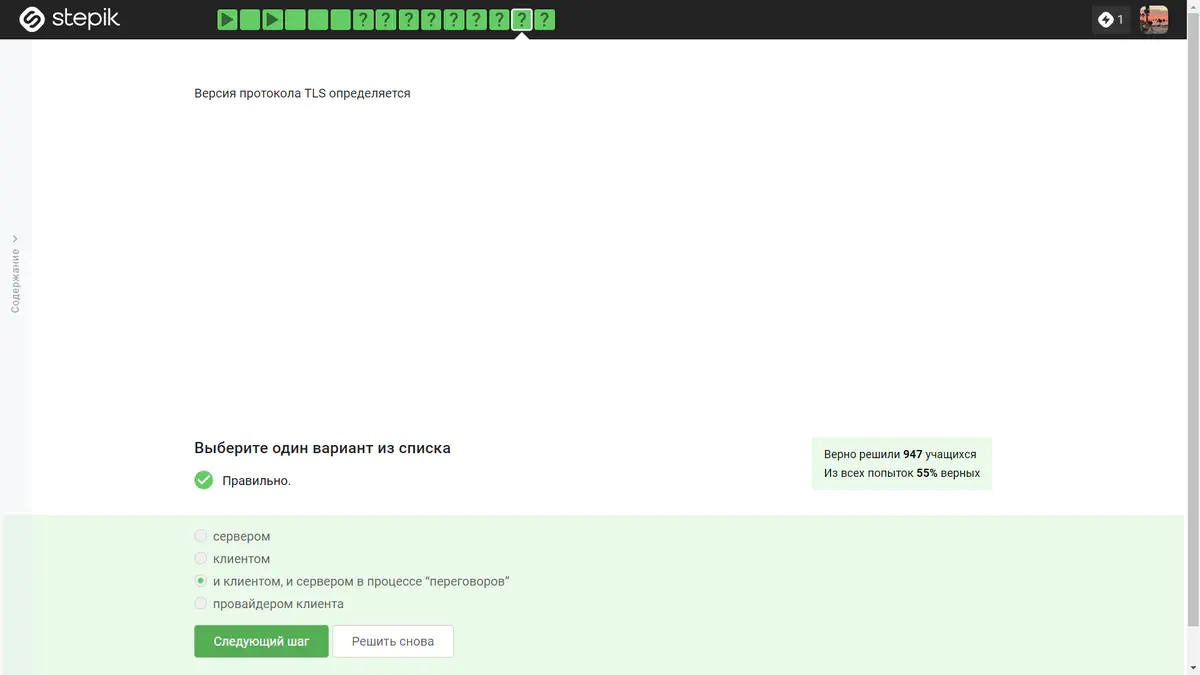 stepik
? ? ? ? ? ? ? ? ?
1
Содержание
Версия протокола TLS определяется
Выберите один вариант из списка
Правильно.
Верно решили 947 учащихся
Из всех попыток 55% верных
сервером
клиентом
и клиентом, и сервером в процессе “переговоров”
провайдером клиента
Следующий шаг
Решить снова